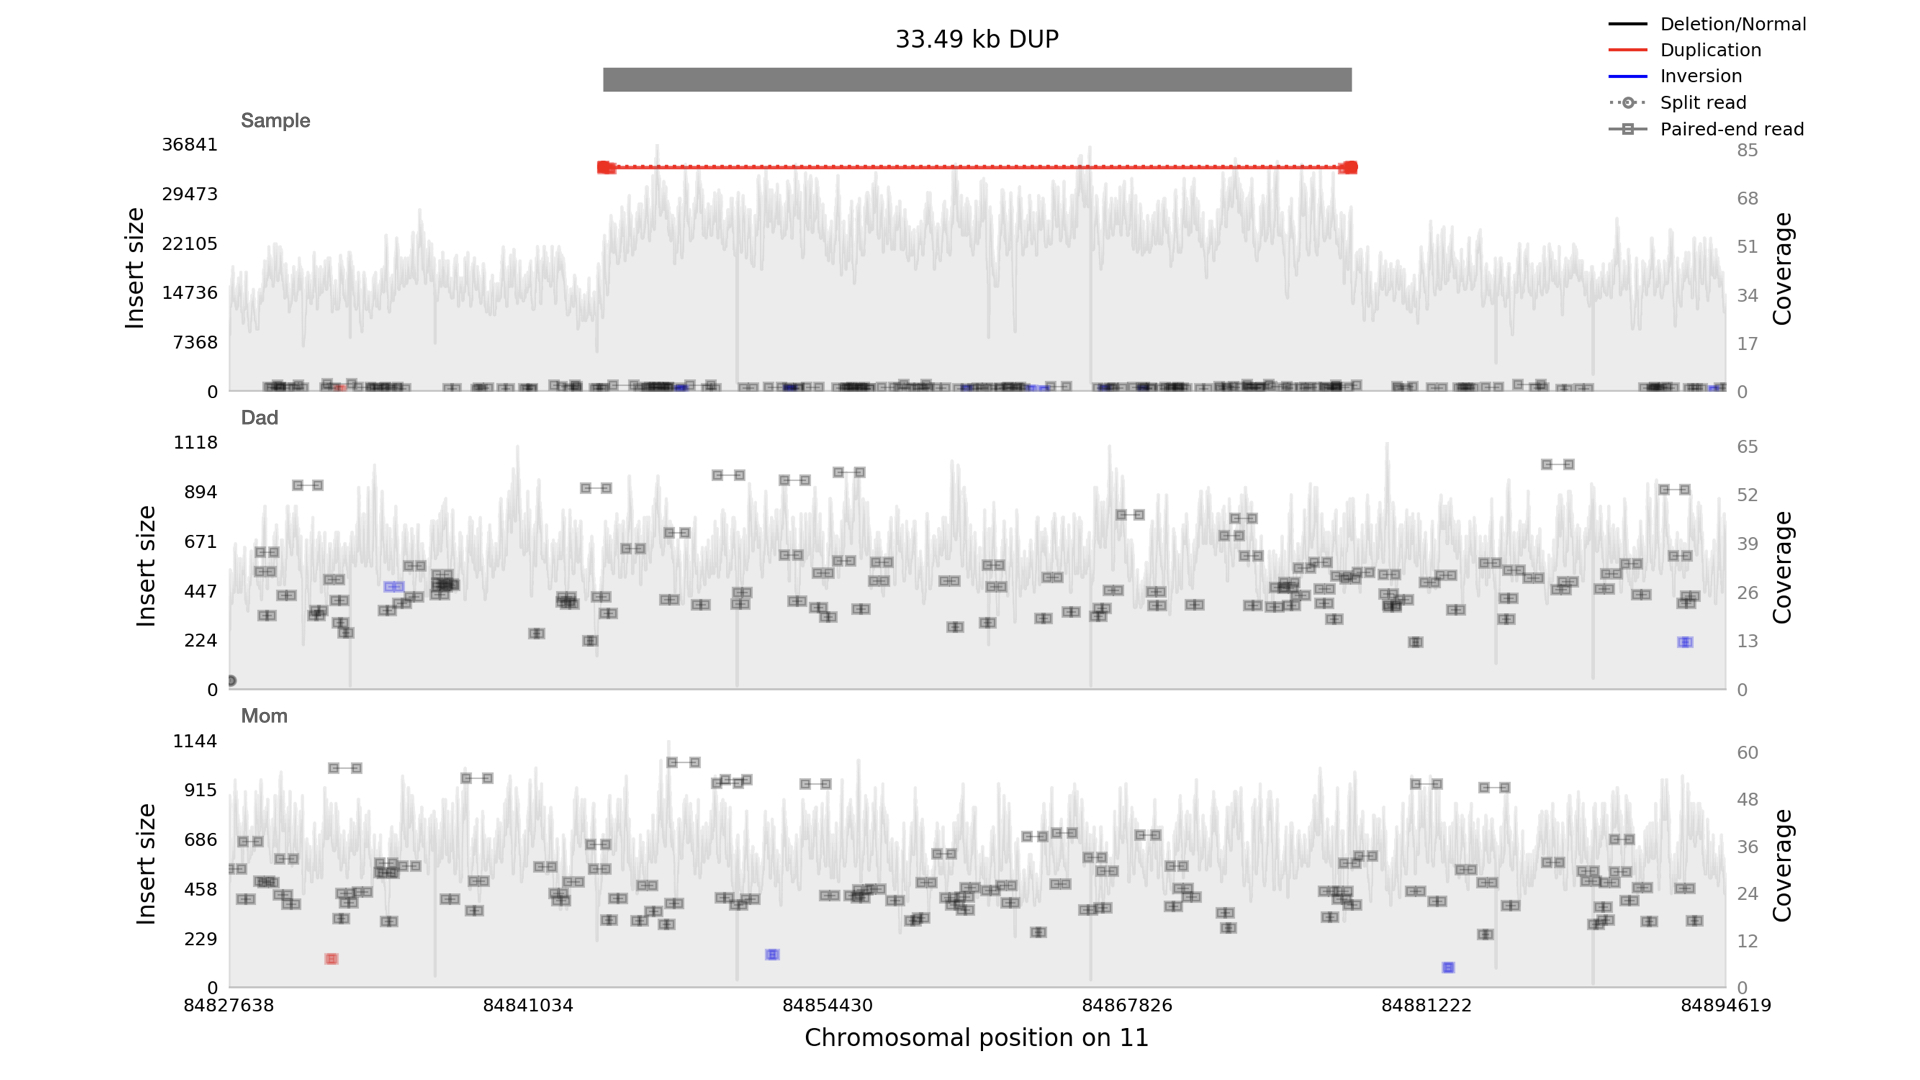 33.49 kb DUP
Deletion/Normal
Duplication
Inversion
Split read
Paired-end read
Sample
36841
29473
22105
14736
7368
0
Insert size
85
68
51
34
17
0
Coverage
Dad
1118
894
671
447
224
0
Insert size
65
52
39
26
13
0
Coverage
Mom
1144
915
686
458
229
0
Insert size
60
48
36
24
12
0
Coverage
84827638 84841034 84854430 84867826 84881222 84894619
Chromosomal position on 11